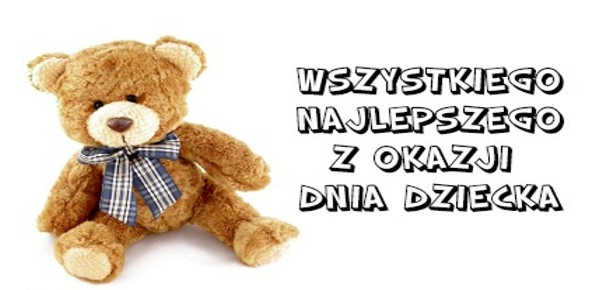 WSZYSTKIEGO
NAJLEPSZEGO
Z OKAZJI
DNIA DZIECKA